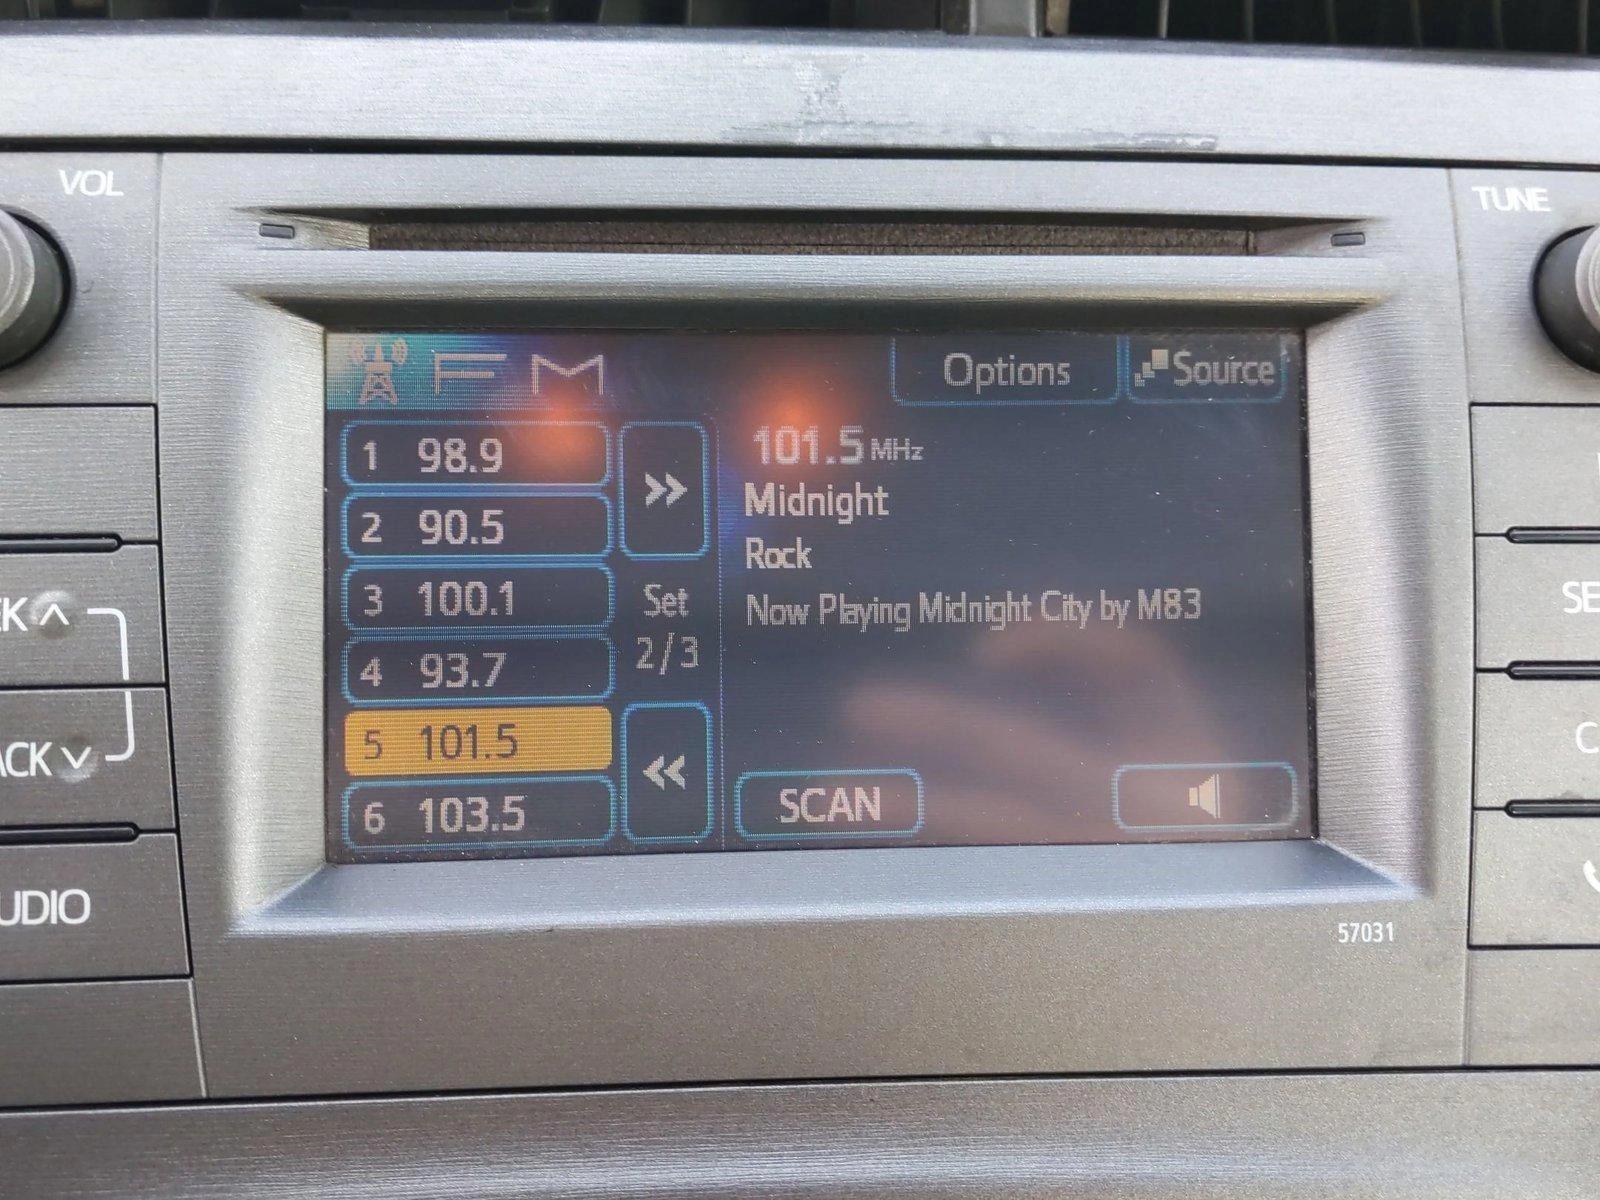 VOL
TUNE
FM
Options
Source
1 98.9
2 90.5
3 100.1
4 93.7
5 101.5
6 103.5
>>
Set
2/3
<<
101.5 MHz
Midnight
Rock
Now Playing Midnight City by M83
SCAN
57031